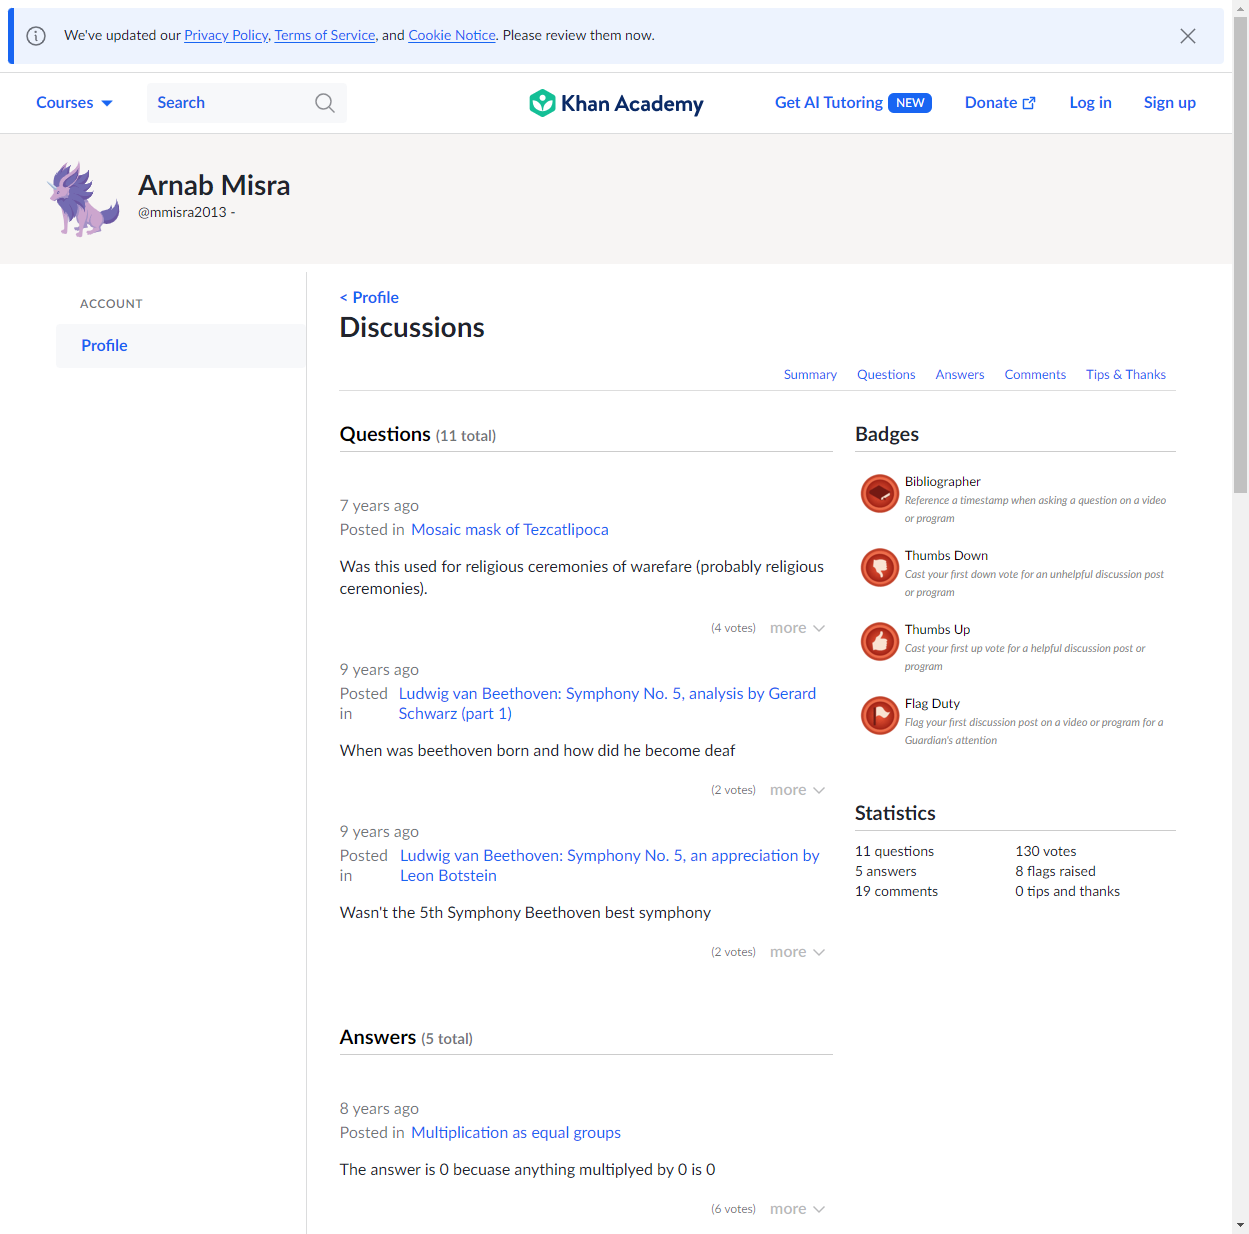 We've updated our Privacy Policy, Terms of Service, and Cookie Notice. Please review them now.
Courses
Search
Khan Academy
Get AI Tutoring NEW
Donate
Log in
Sign up
Arnab Misra
@mmisra2013 -
ACCOUNT
Profile
< Profile
Discussions
Summary Questions Answers Comments Tips & Thanks
Questions (11 total)
7 years ago
Posted in Mosaic mask of Tezcatlipoca
Was this used for religious ceremonies of warefare (probably religious
ceremonies).
(4 votes) more
9 years ago
Posted in Ludwig van Beethoven: Symphony No. 5, analysis by Gerard
Schwarz (part 1)
When was beethoven born and how did he become deaf
(2 votes) more
9 years ago
Posted in Ludwig van Beethoven: Symphony No. 5, an appreciation by
Leon Botstein
Wasn't the 5th Symphony Beethoven best symphony
(2 votes) more
Answers (5 total)
8 years ago
Posted in Multiplication as equal groups
The answer is 0 becuase anything multiplyed by 0 is 0
(6 votes) more
Badges
Bibliographer
Reference a timestamp when asking a question on a video
or program
Thumbs Down
Cast your first down vote for an unhelpful discussion post
or program
Thumbs Up
Cast your first up vote for a helpful discussion post or
program
Flag Duty
Flag your first discussion post on a video or program for a
Guardian's attention
Statistics
11 questions 130 votes
5 answers 8 flags raised
19 comments 0 tips and thanks